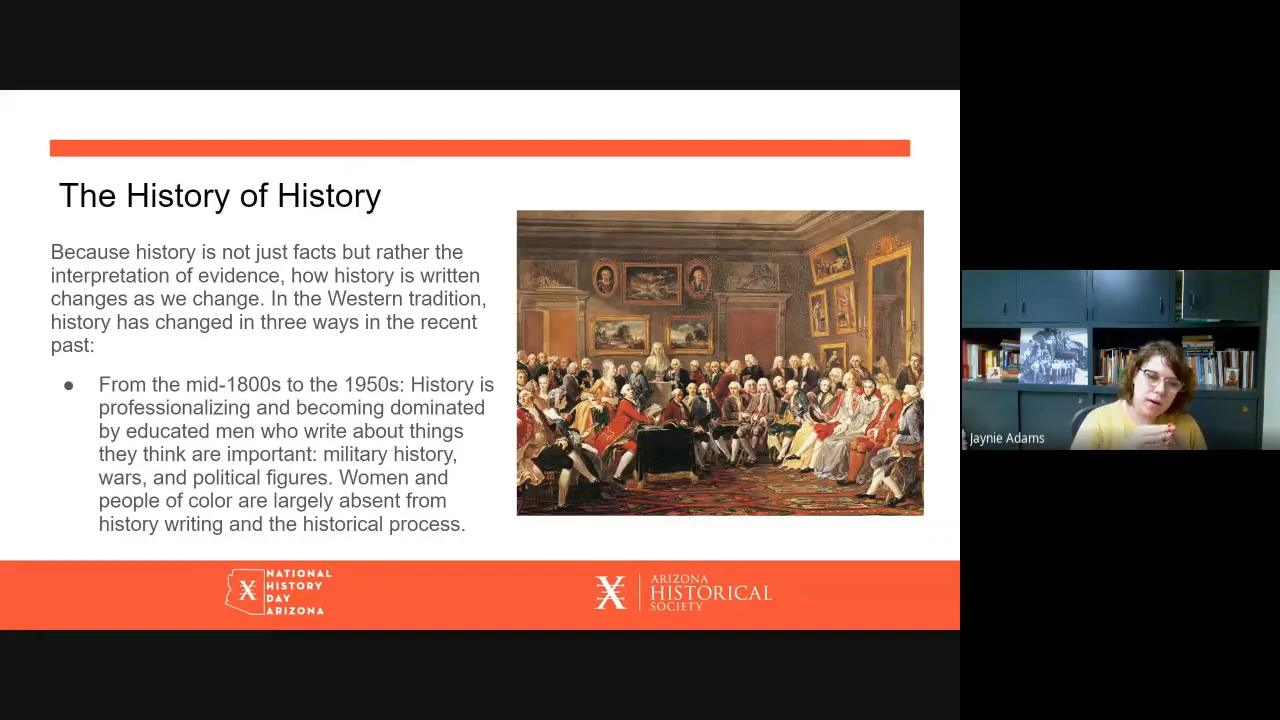 The History of History
Because history is not just facts but rather the
interpretation of evidence, how history is written
changes as we change. In the Western tradition,
history has changed in three ways in the recent
past:
● From the mid-1800s to the 1950s: History is
professionalizing and becoming dominated
by educated men who write about things
they think are important: military history,
wars, and political figures. Women and
people of color are largely absent from
history writing and the historical process.
NATIONAL
HISTORY
DAY
ARIZONA
ARIZONA
HISTORICAL
SOCIETY
Jaynie Adams